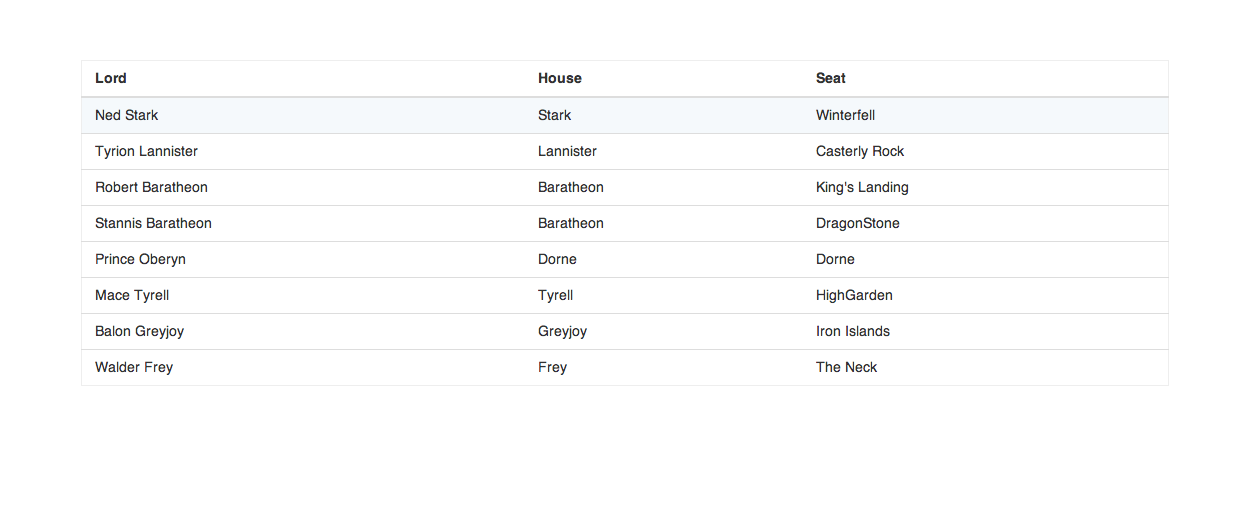 Lord House Seat
Ned Stark Stark Winterfell
Tyrion Lannister Lannister Casterly Rock
Robert Baratheon Baratheon King's Landing
Stannis Baratheon Baratheon DragonStone
Prince Oberyn Dorne Dorne
Mace Tyrell Tyrell HighGarden
Balon Greyjoy Greyjoy Iron Islands
Walder Frey Frey The Neck